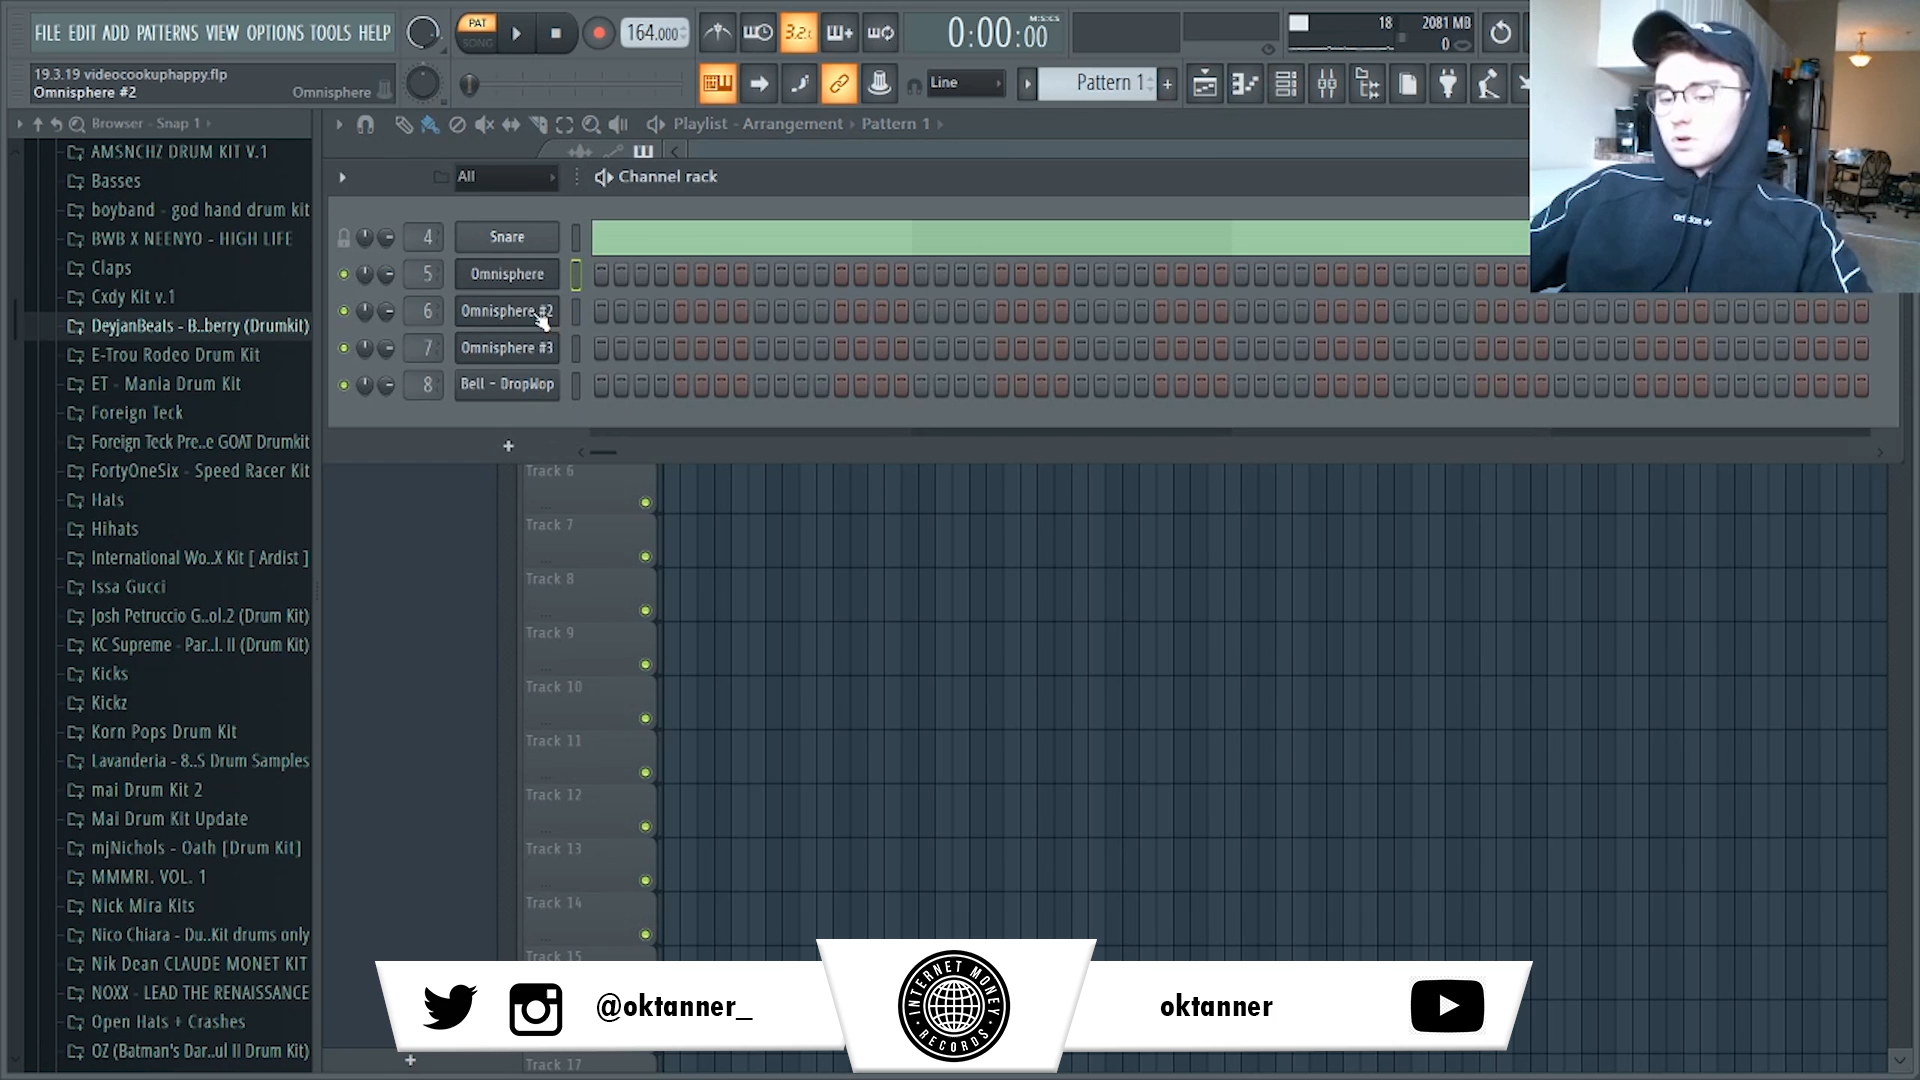 FILE EDIT ADD PATTERNS VIEW OPTIONS TOOLS HELP
PAT
SONG
164.000
3.2.
0:00:00
M:S:CS
18
2081 MB
0
19.3.19 videocookuphappy.flp
Omnisphere #2
Omnisphere
Line
Pattern 1
+
Browser - Snap 1
Playlist - Arrangement › Pattern 1 ›
All
Channel rack
4 Snare
5 Omnisphere
6 Omnisphere #2
7 Omnisphere #3
8 Bell - DropWop
+
AMSNCHZ DRUM KIT V.1
Basses
boyband - god hand drum kit
BWB X NEENYO - HIGH LIFE
Claps
Cxdy Kit v.1
DeyjanBeats - B..berry (Drumkit)
E-Trou Rodeo Drum Kit
ET - Mania Drum Kit
Foreign Teck
Foreign Teck Pre..e GOAT Drumkit
FortyOneSix - Speed Racer Kit
Hats
Hihats
International Wo..X Kit [ Ardist ]
Issa Gucci
Josh Petruccio G..ol.2 (Drum Kit)
KC Supreme - Par..l. II (Drum Kit)
Kicks
Kickz
Korn Pops Drum Kit
Lavanderia - 8..S Drum Samples
mai Drum Kit 2
Mai Drum Kit Update
mjNichols - Oath [Drum Kit]
MMMRI. VOL. 1
Nick Mira Kits
Nico Chiara - Du..Kit drums only
Nik Dean CLAUDE MONET KIT
NOXX - LEAD THE RENAISSANCE
Open Hats + Crashes
OZ (Batman's Dar..ul II Drum Kit)
Track 6
Track 7
Track 8
Track 9
Track 10
Track 11
Track 12
Track 13
Track 14
Track 15
Track 17
+
@oktanner_
INTERNET MONEY
RECORDS
oktanner
adidas